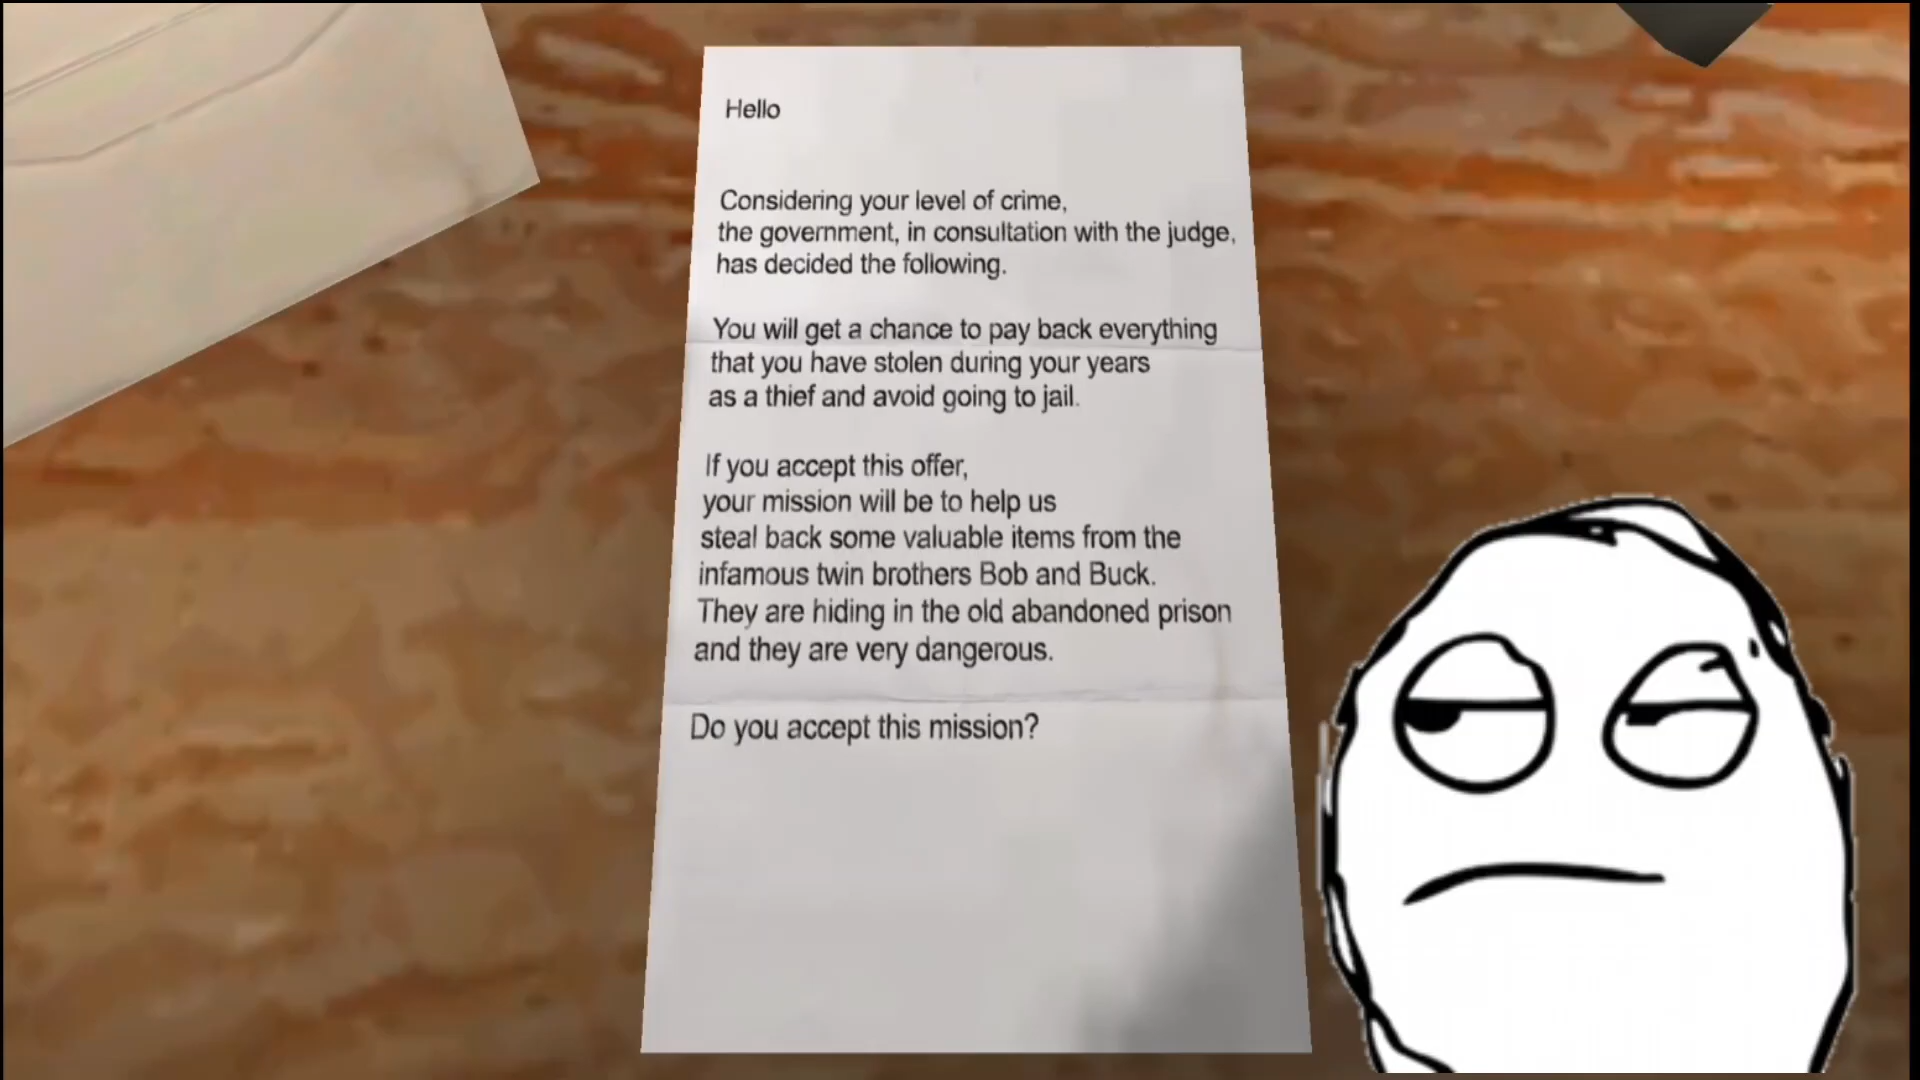 Hello
Considering your level of crime,
the government, in consultation with the judge,
has decided the following.
You will get a chance to pay back everything
that you have stolen during your years
as a thief and avoid going to jail.
If you accept this offer,
your mission will be to help us
steal back some valuable items from the
infamous twin brothers Bob and Buck.
They are hiding in the old abandoned prison
and they are very dangerous.
Do you accept this mission?